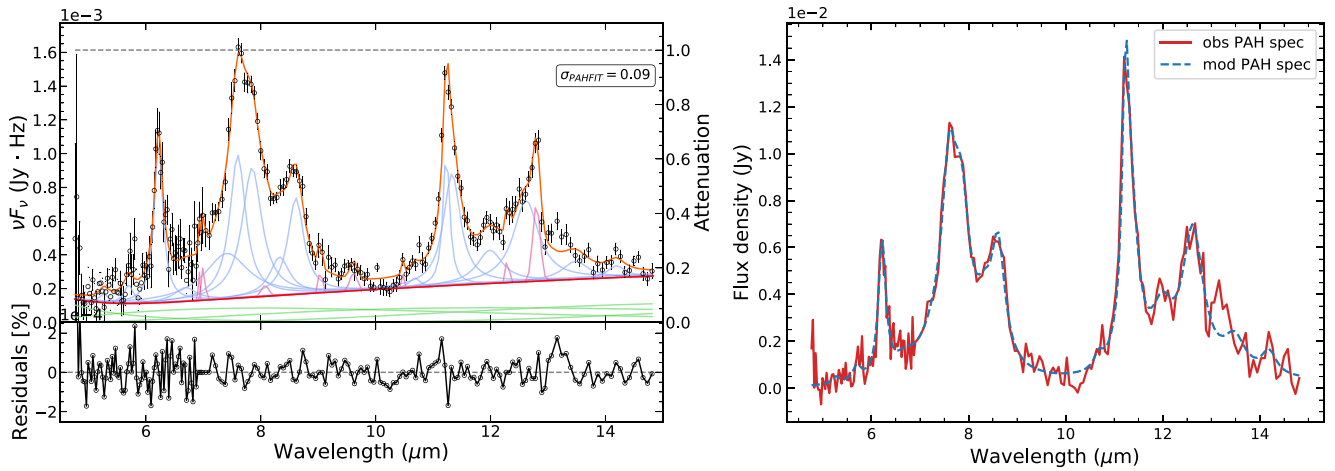 1e−3
νFν (Jy · Hz)
1.6
1.4
1.2
1.0
0.8
0.6
0.4
0.2
0.0
1e−4
σPAHFIT = 0.09
Attenuation
1.0
0.8
0.6
0.4
0.2
0.0
Residuals [%]
2
0
−2
6 8 10 12 14
Wavelength (μm)
1e−2
Flux density (Jy)
1.4
1.2
1.0
0.8
0.6
0.4
0.2
0.0
obs PAH spec
mod PAH spec
6 8 10 12 14
Wavelength (μm)